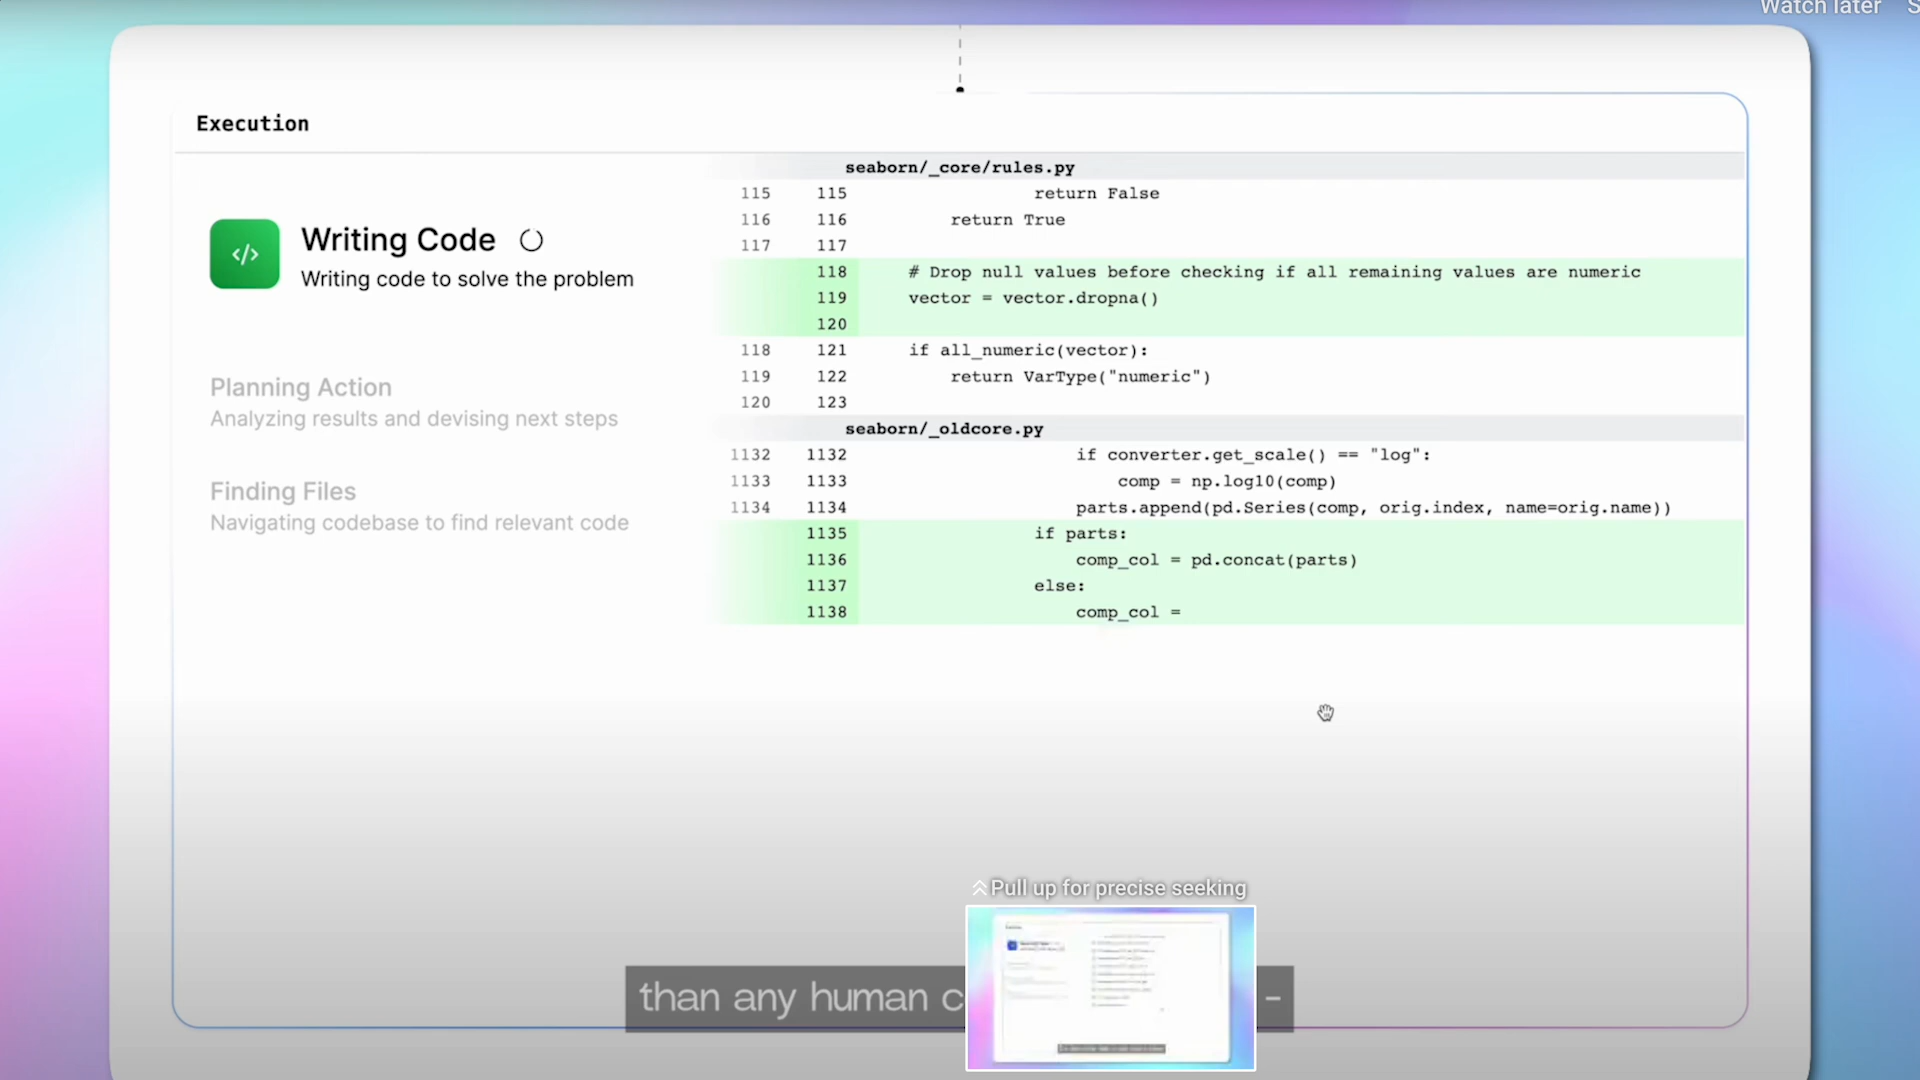 Watch later
Execution
Writing Code
Writing code to solve the problem
Planning Action
Analyzing results and devising next steps
Finding Files
Navigating codebase to find relevant code
seaborn/_core/rules.py
115 115 return False
116 116 return True
117 117
118 # Drop null values before checking if all remaining values are numeric
119 vector = vector.dropna()
120
118 121 if all_numeric(vector):
119 122 return VarType("numeric")
120 123
seaborn/_oldcore.py
1132 1132 if converter.get_scale() == "log":
1133 1133 comp = np.log10(comp)
1134 1134 parts.append(pd.Series(comp, orig.index, name=orig.name))
1135 if parts:
1136 comp_col = pd.concat(parts)
1137 else:
1138 comp_col =
Pull up for precise seeking
than any human